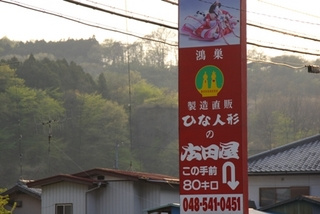 鴻巣
製造直販
ひな人形
の
広田屋
この手前
80キロ
048-541-0451